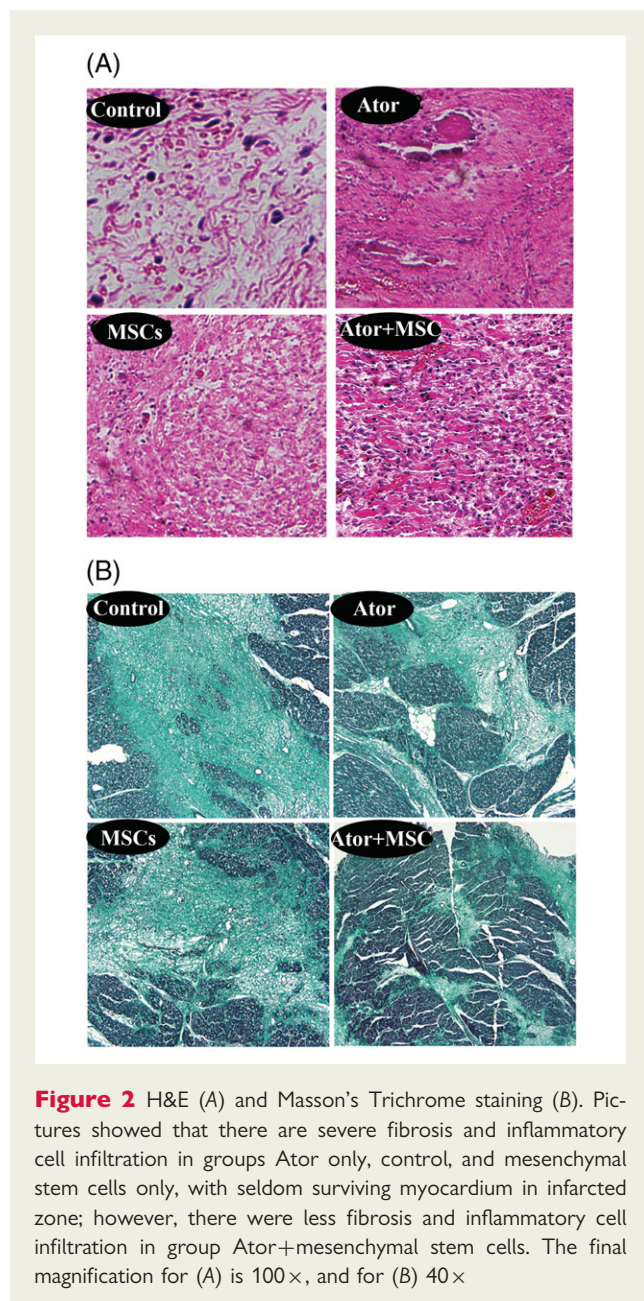 (A)
Control
Ator
MSCs
Ator+MSC
(B)
Control
Ator
MSCs
Ator+MSC
Figure 2 H&E (A) and Masson's Trichrome staining (B). Pic-
tures showed that there are severe fibrosis and inflammatory
cell infiltration in groups Ator only, control, and mesenchymal
stem cells only, with seldom surviving myocardium in infarcted
zone; however, there were less fibrosis and inflammatory cell
infiltration in group Ator+mesenchymal stem cells. The final
magnification for (A) is 100×, and for (B) 40×